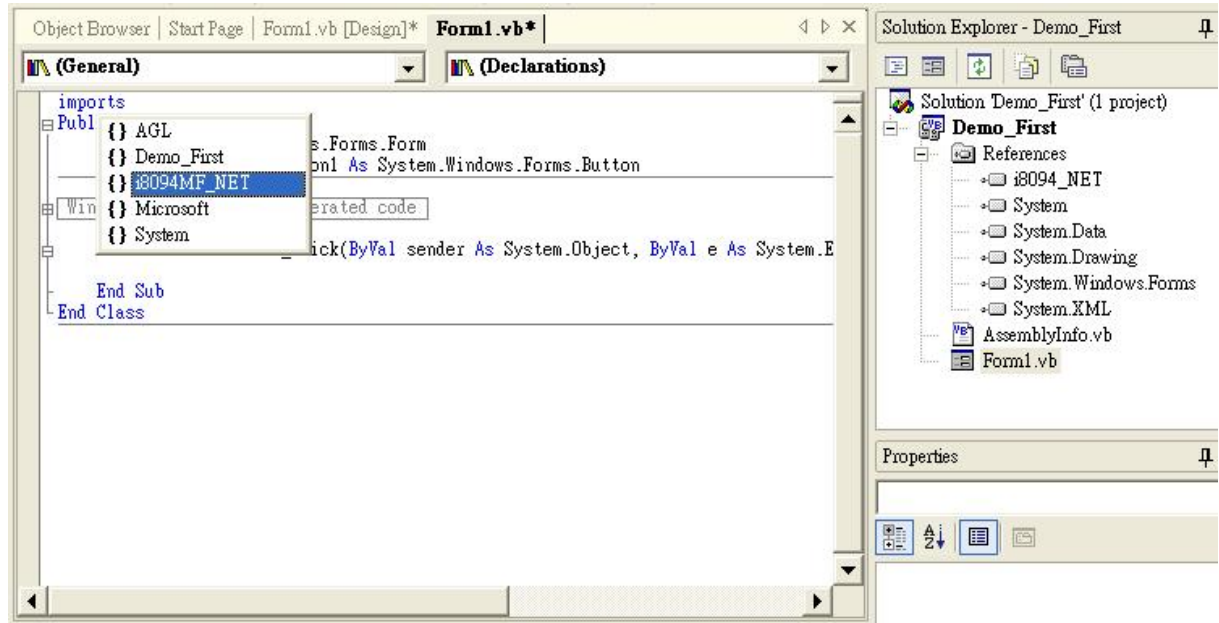 Object Browser | Start Page | Form1.vb [Design]* Form1.vb*
(General) (Declarations)
imports
Publ
s.Forms.Form
on1 As System.Windows.Forms.Button
Win erated code
ick(ByVal sender As System.Object, ByVal e As System.E
End Sub
End Class
{} AGL
{} Demo_First
{} i8094MF_NET
{} Microsoft
{} System
Solution Explorer - Demo_First
Solution 'Demo_First' (1 project)
Demo_First
References
i8094_NET
System
System.Data
System.Drawing
System.Windows.Forms
System.XML
AssemblyInfo.vb
Form1.vb
Properties